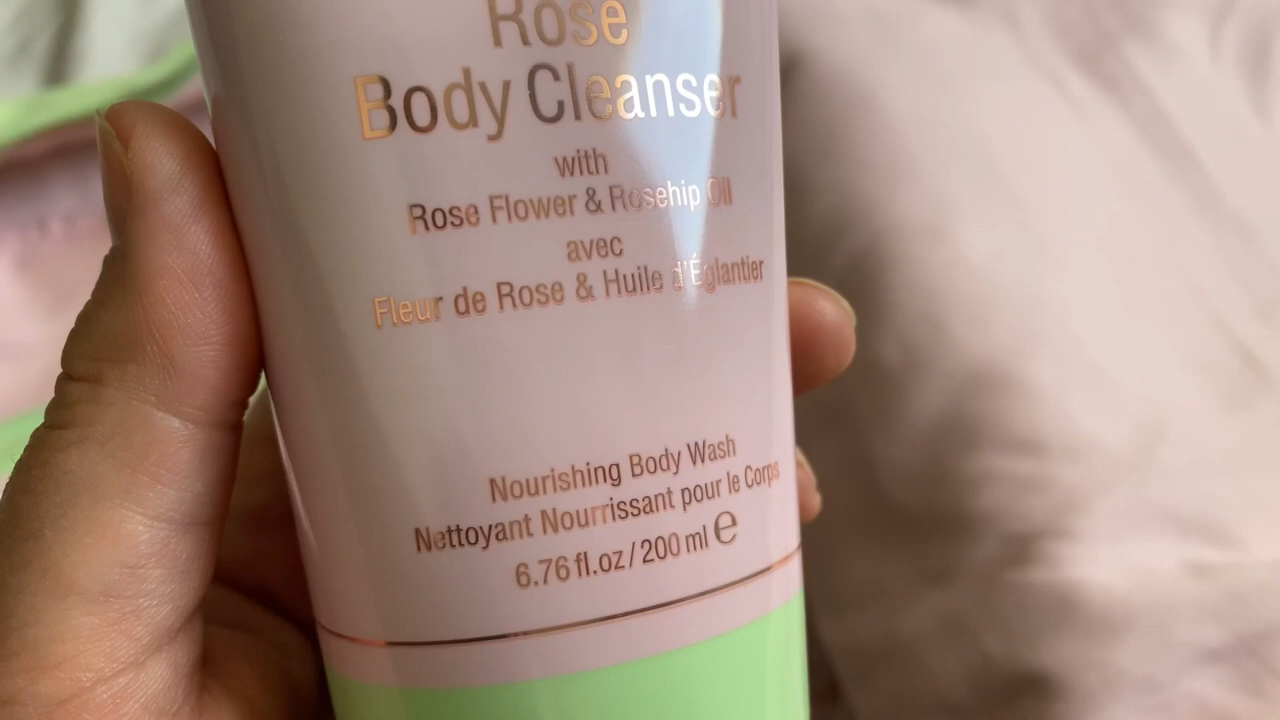 Rose
Body Cleanser
with
Rose Flower & Rosehip Oil
avec
Fleur de Rose & Huile d'Églantier
Nourishing Body Wash
Nettoyant Nourrissant pour le Corps
6.76 fl.oz / 200 ml ℮